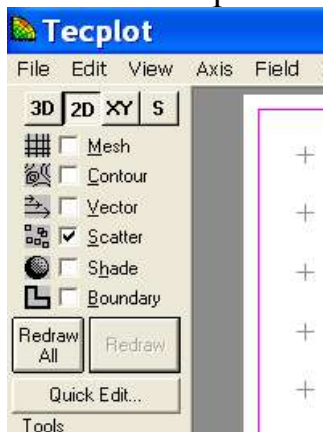 Tecplot
File Edit View Axis Field
3D 2D XY S
Mesh
Contour
Vector
Scatter
Shade
Boundary
Redraw All
Redraw
Quick Edit...
Tools